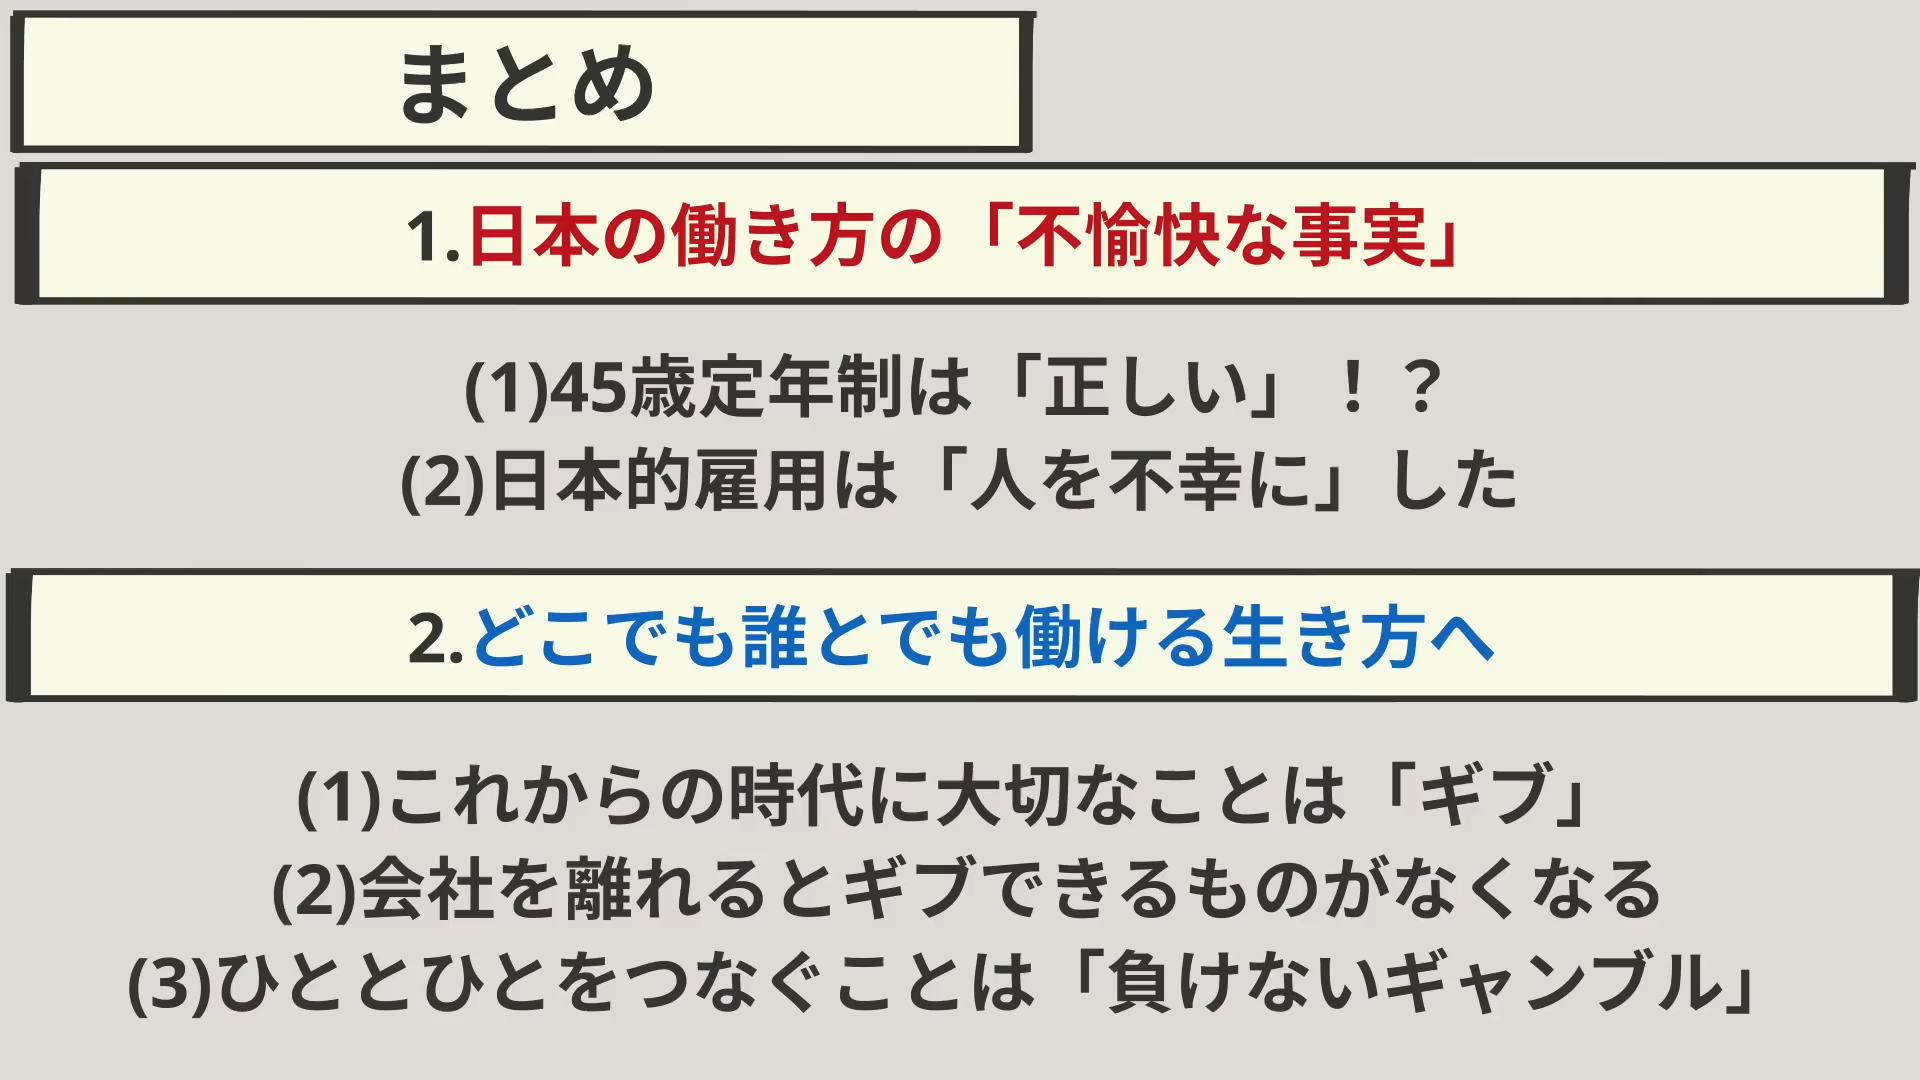 まとめ
1.日本の働き方の「不愉快な事実」
(1)45歳定年制は「正しい」！？
(2)日本的雇用は「人を不幸に」した
2.どこでも誰とでも働ける生き方へ
(1)これからの時代に大切なことは「ギブ」
(2)会社を離れるとギブできるものがなくなる
(3)ひととひとをつなぐことは「負けないギャンブル」